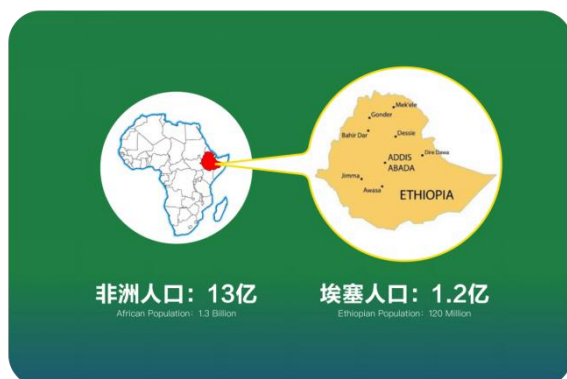 Mek'ele
Gonder
Bahir Dar
Dessie
Dire Dawa
ADDIS
ABADA
Jimma
Awasa
ETHIOPIA
非洲人口：13亿
African Population：1.3 Billion
埃塞人口：1.2亿
Ethiopian Population：120 Million